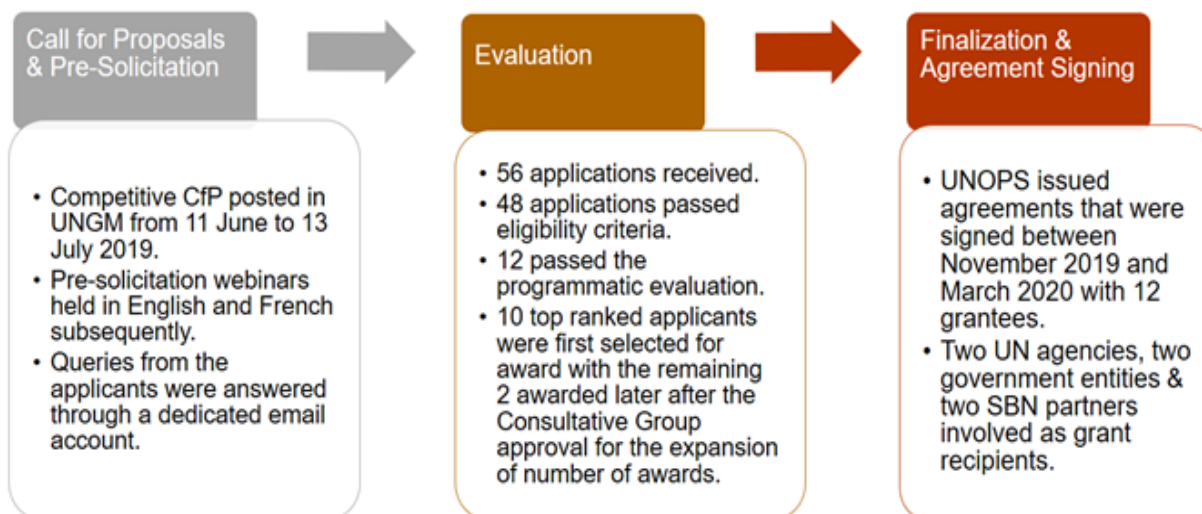 Call for Proposals
& Pre-Solicitation
• Competitive CfP posted in
UNGM from 11 June to 13
July 2019.
• Pre-solicitation webinars
held in English and French
subsequently.
• Queries from the
applicants were answered
through a dedicated email
account.
Evaluation
• 56 applications received.
• 48 applications passed
eligibility criteria.
• 12 passed the
programmatic evaluation.
• 10 top ranked applicants
were first selected for
award with the remaining
2 awarded later after the
Consultative Group
approval for the expansion
of number of awards.
Finalization &
Agreement Signing
• UNOPS issued
agreements that were
signed between
November 2019 and
March 2020 with 12
grantees.
• Two UN agencies, two
government entities &
two SBN partners
involved as grant
recipients.